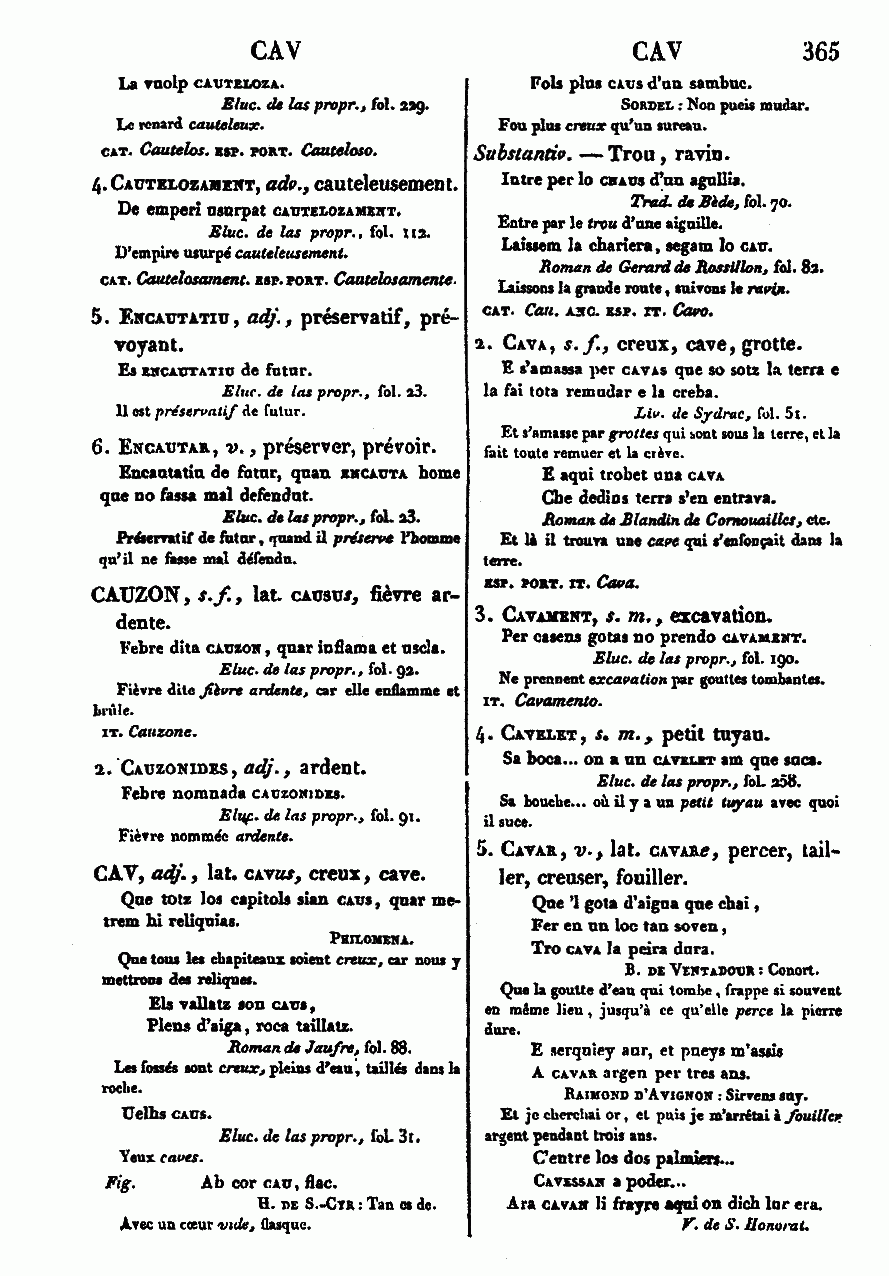 CAV
CAV 365
La vuolp CAUTELOZA.
Eluc. de las propr., fol. 229.
Le renard cauteleux.
CAT. Cautelos. ESP. PORT. Cauteloso.
4. CAUTELOZAMENT, adv., cauteleusement.
De emperi usurpat CAUTELOZAMENT.
Eluc. de las propr., fol. 112.
D'empire usurpé cauteleusement.
CAT. Cautelosament. ESP. PORT. Cautelosamente.
5. ENCAUTATIU, adj., préservatif, pré-
voyant.
Es ENCAUTATIU de futur.
Eluc. de las propr., fol. 23.
Il est préservatif de futur.
6. ENCAUTAR, v., préserver, prévoir.
Encautatiu de futur, quan ENCAUTA home
que no fassa mal defendut.
Eluc. de las propr., fol. 23.
Préservatif de futur, quand il préserve l'homme
qu'il ne fasse mal défendu.
CAUZON, s.f., lat. CAUSUS, fièvre ar-
dente.
Febre dita CAUZON, quar inflama et uscla.
Eluc. de las propr., fol. 92.
Fièvre dite fièvre ardente, car elle enflamme et
brûle.
IT. Cauzone.
2. CAUZONIDES, adj., ardent.
Febre nomnada CAUZONIDES.
Eluc. de las propr., fol. 91.
Fièvre nommée ardente.
CAV, adj., lat. CAVUS, creux, cave.
Que totz los capitols sian CAUS, quar me-
trem hi reliquias.
PHILOMENA.
Que tous les chapiteaux soient creux, car nous y
mettrons des reliques.
Els vallatz son CAUS,
Plens d'aiga, roca taillatz.
Roman de Jaufre, fol. 88.
Les fossés sont creux, pleins d'eau, taillés dans la
roche.
Uelhs CAUS.
Eluc. de las propr., fol. 31.
Yeux caves.
Fig. Ab cor CAU, flac.
H. DE S.-CYR: Tan es de.
Avec un cœur vide, flasque.
Fols plus CAUS d'un sambuc.
SORDEL: Non pueis mudar.
Fou plus creux qu'un sureau.
Substantiv. — Trou, ravin.
Intre per lo CHAUS d'un agullia.
Trad. de Bède, fol. 70.
Entre par le trou d'une aiguille.
Laissem la chariera, segam lo CAU.
Roman de Gerard de Rossillon, fol. 82.
Laissons la grande route, suivons le ravin.
CAT. Cau. ANC. ESP. IT. Cavo.
2. CAVA, s. f., creux, cave, grotte.
E s'amassa per CAVAS que so sotz la terra e
la fai tota remudar e la creba.
Liv. de Sydrac, fol. 51.
Et s'amasse par grottes qui sont sous la terre, et la
fait toute remuer et la crève.
E aqui trobet una CAVA
Che dedins terra s'en entrava.
Roman de Blandin de Cornouailles, etc.
Et là il trouva une cave qui s'enfonçait dans la
terre.
ESP. PORT. IT. Cava.
3. CAVAMENT, s. m., excavation.
Per casens gotas no prendo CAVAMENT.
Eluc. de las propr., fol. 190.
Ne prennent excavation par gouttes tombantes.
IT. Cavamento.
4. CAVELET, s. m., petit tuyau.
Sa boca... on a un CAVELET am que suca.
Eluc. de las propr., fol. 258.
Sa bouche... où il y a un petit tuyau avec quoi
il suce.
5. CAVAR, v., lat. CAVARE, percer, tail-
ler, creuser, fouiller.
Que 'l gota d'aigua que chai,
Fer en un loc tan soven,
Tro CAVA la peira dura.
B. DE VENTADOUR: Conort.
Que la goutte d'eau qui tombe, frappe si souvent
en même lieu, jusqu'à ce qu'elle perce la pierre
dure.
E serquiey aur, et pueys m'assis
A CAVAR argen per tres ans.
RAIMOND D'AVIGNON: Sirvens suy.
Et je cherchai or, et puis je m'arrêtai à fouiller
argent pendant trois ans.
C'entre los dos palmiers...
CAVESSAN a poder...
Ara CAVAN li frayre aqui on dich lur era.
V. de S. Honorat.